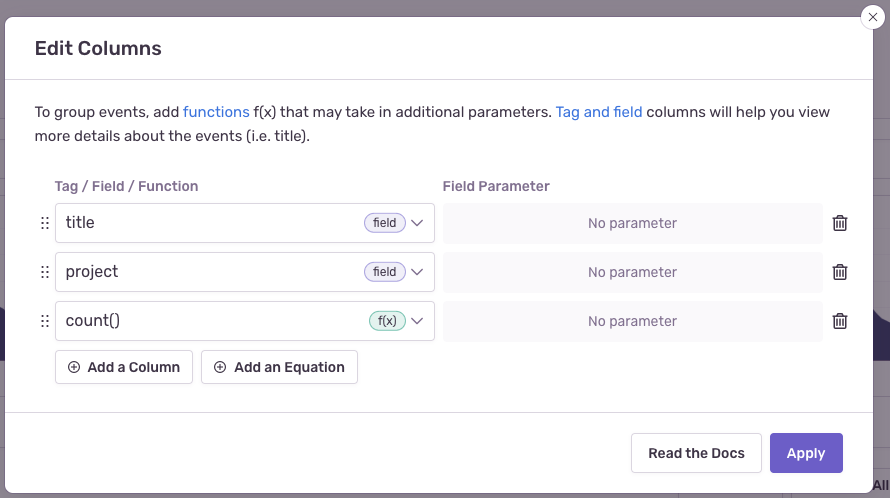 Edit Columns
To group events, add functions f(x) that may take in additional parameters. Tag and field columns will help you view
more details about the events (i.e. title).
Tag / Field / Function Field Parameter
title field No parameter
project field No parameter
count() f(x) No parameter
Add a Column Add an Equation
Read the Docs Apply
All